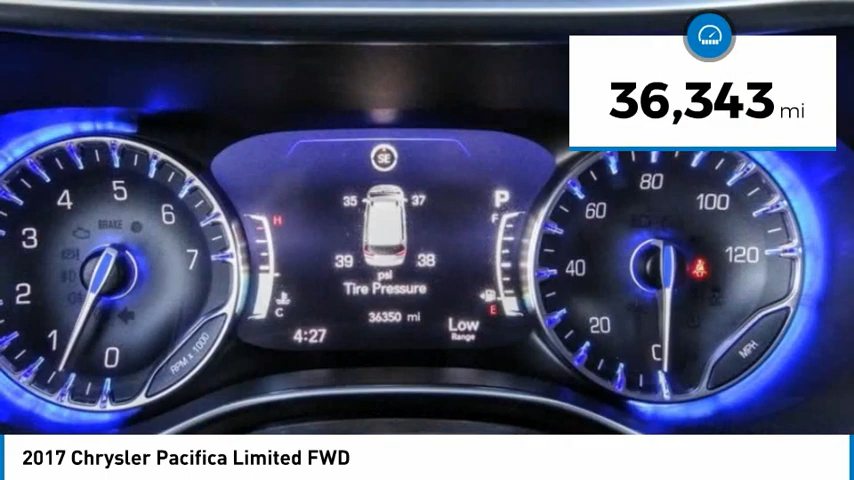 36,343 mi
SE
35 37
39 38
psi
Tire Pressure
36350 mi
4:27
Low
Range
P
F
E
H
C
BRAKE
0
1
2
3
4
5
6
7
RPM x 1000
0
20
40
60
80
100
120
MPH
2017 Chrysler Pacifica Limited FWD